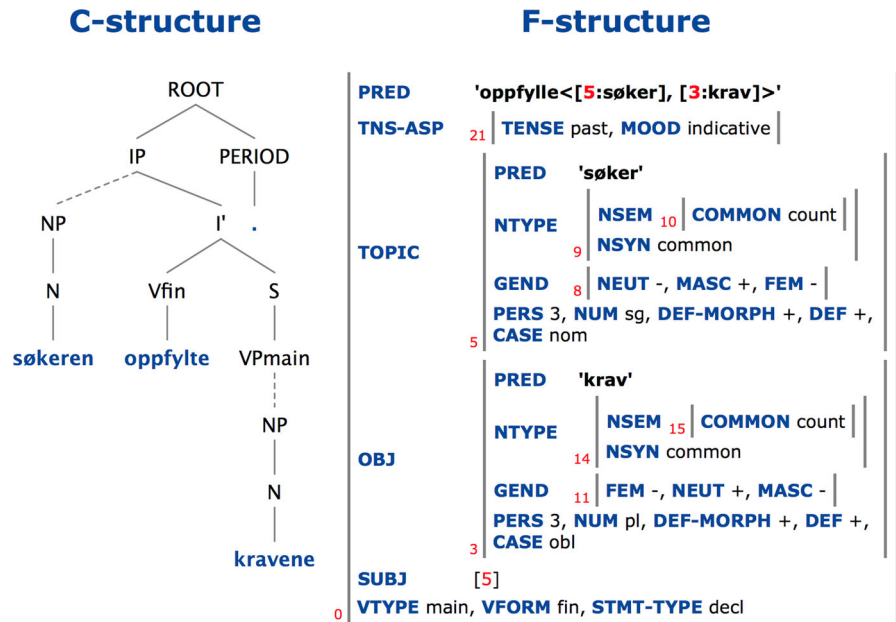 C-structure
F-structure
ROOT
IP PERIOD
NP I' .
N Vfin S
søkeren oppfylte VPmain
NP
N
kravene
PRED 'oppfylle<[5:søker], [3:krav]>'
TNS-ASP 21 TENSE past, MOOD indicative
TOPIC
PRED 'søker'
NTYPE
NSEM 10 COMMON count
9 NSYN common
GEND 8 NEUT -, MASC +, FEM -
PERS 3, NUM sg, DEF-MORPH +, DEF +,
5 CASE nom
OBJ
PRED 'krav'
NTYPE
NSEM 15 COMMON count
14 NSYN common
GEND 11 FEM -, NEUT +, MASC -
PERS 3, NUM pl, DEF-MORPH +, DEF +,
3 CASE obl
SUBJ [5]
0 VTYPE main, VFORM fin, STMT-TYPE decl